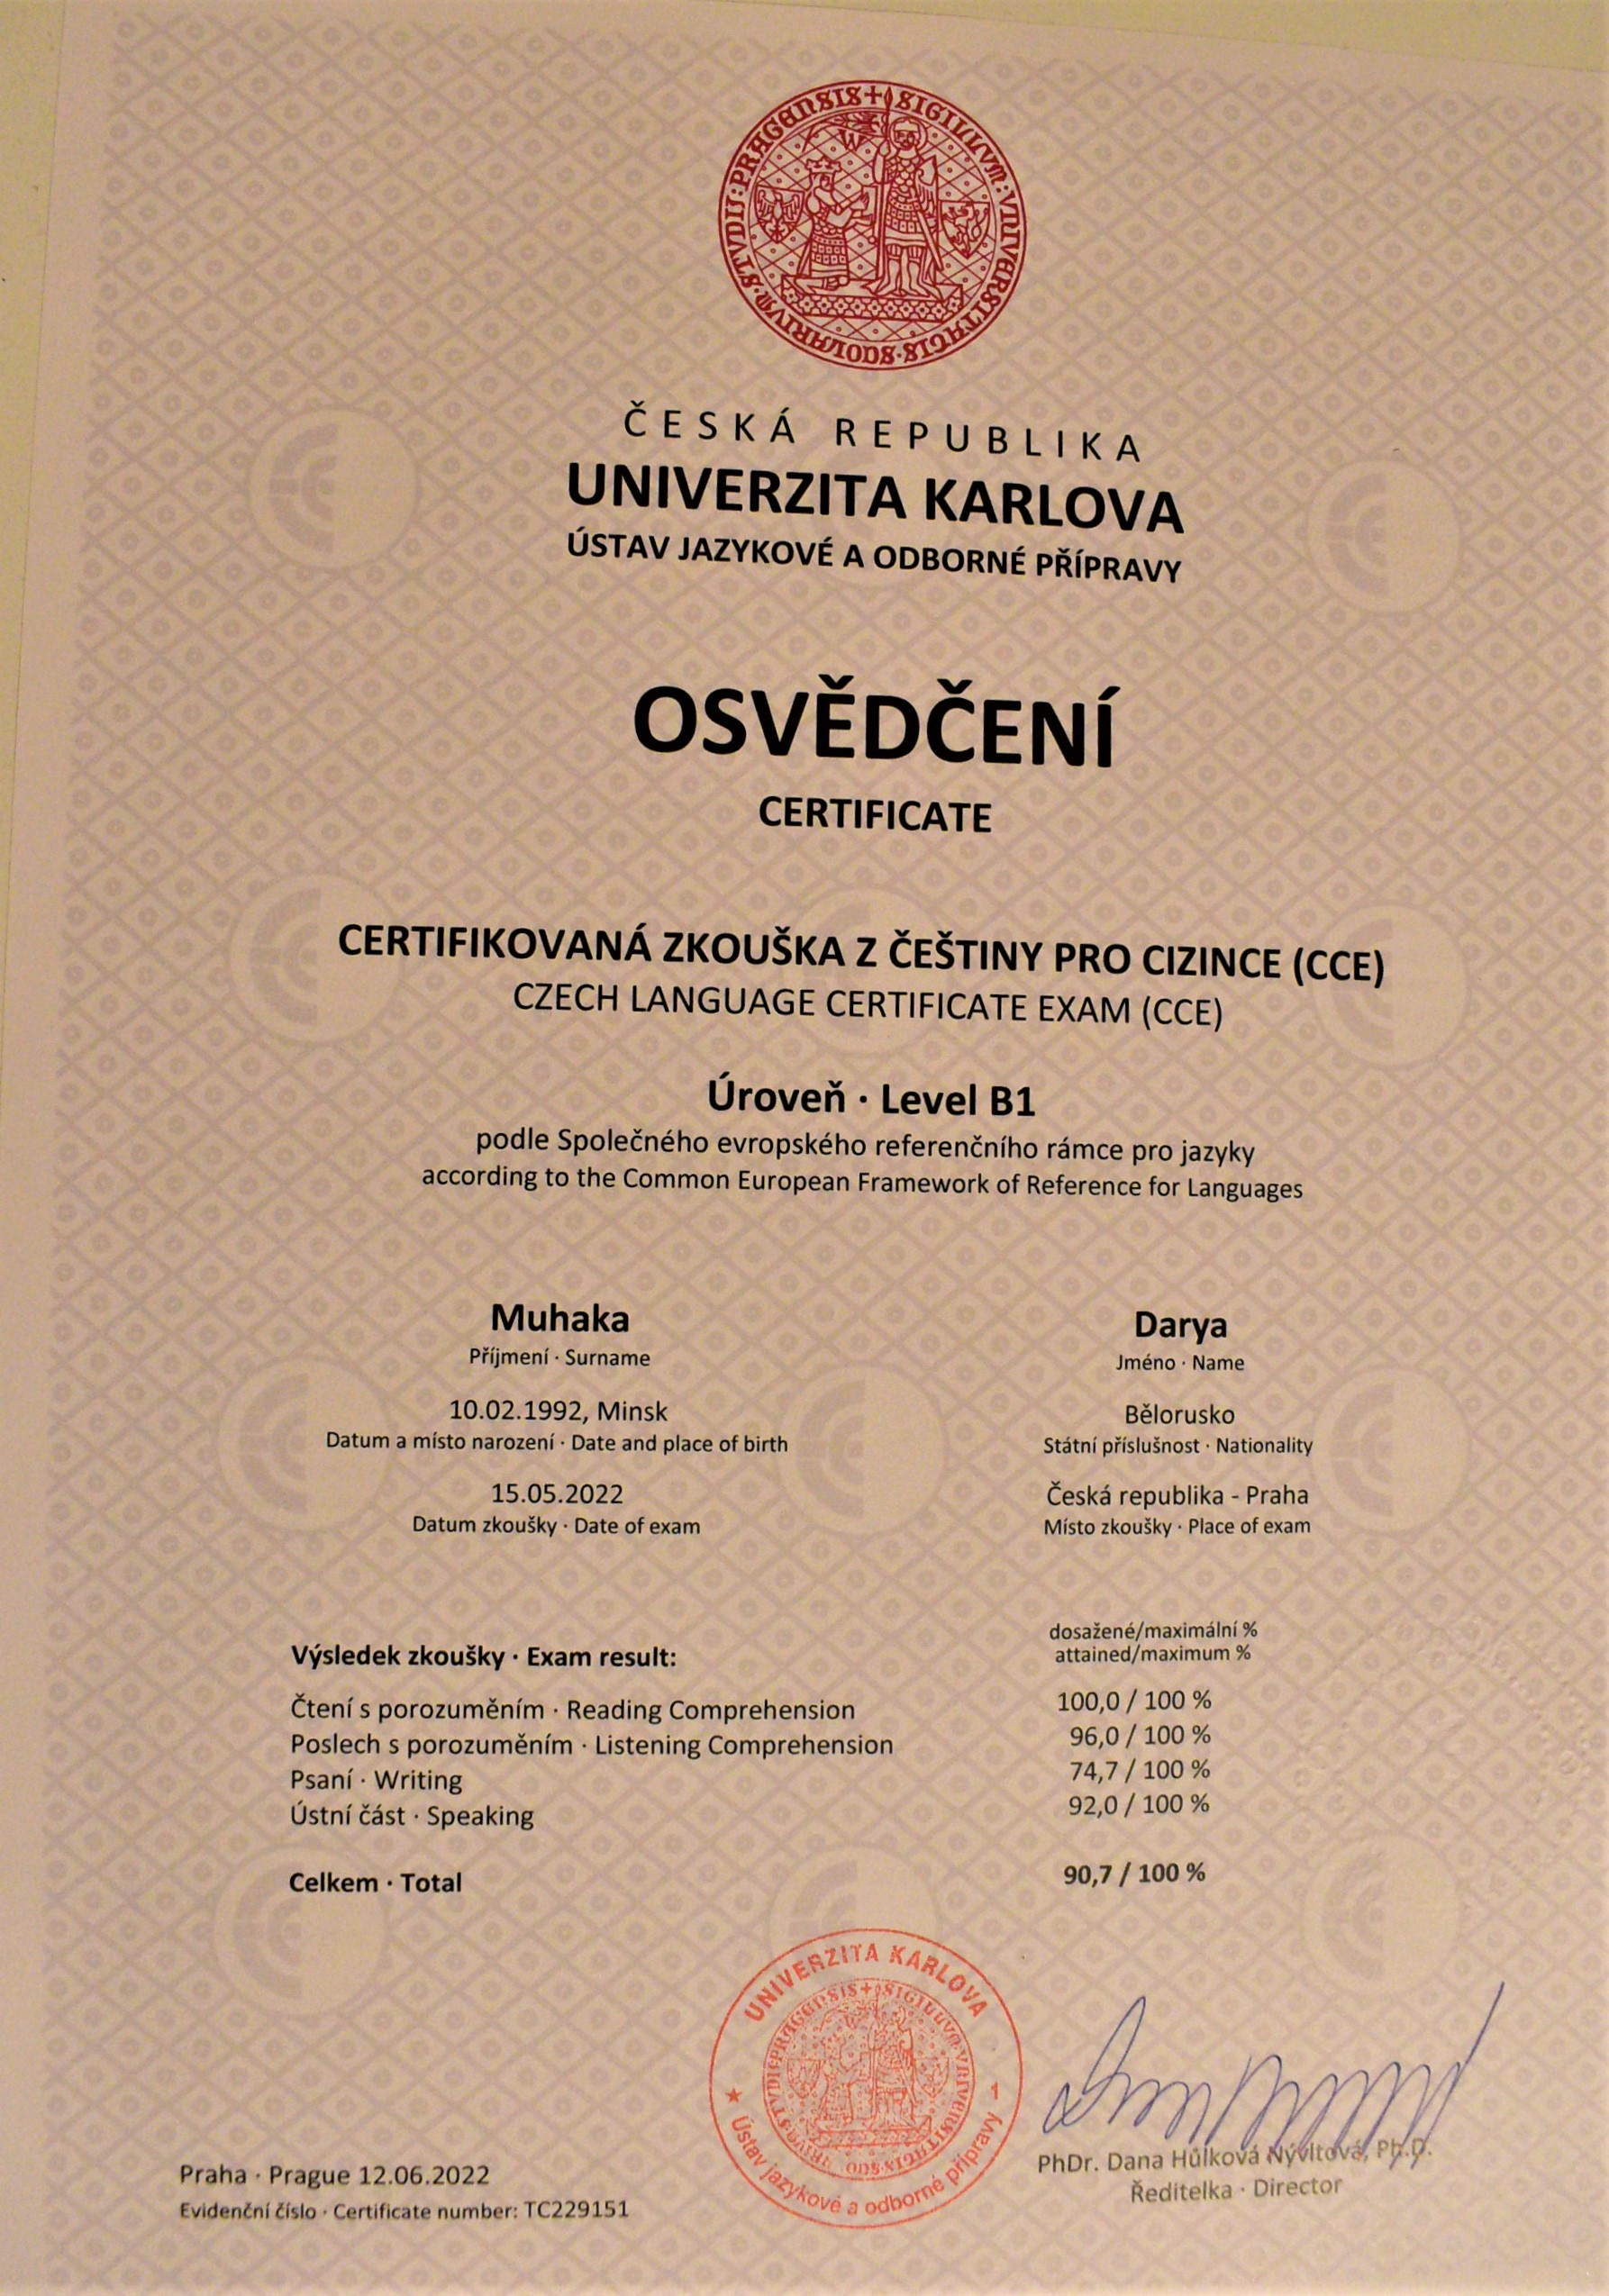 SIGILLVM·VNIVERSITATIS·SCOLARIVM·STVDII·PRAGENSIS
ČESKÁ REPUBLIKA
UNIVERZITA KARLOVA
ÚSTAV JAZYKOVÉ A ODBORNÉ PŘÍPRAVY
OSVĚDČENÍ
CERTIFICATE
CERTIFIKOVANÁ ZKOUŠKA Z ČEŠTINY PRO CIZINCE (CCE)
CZECH LANGUAGE CERTIFICATE EXAM (CCE)
Úroveň · Level B1
podle Společného evropského referenčního rámce pro jazyky
according to the Common European Framework of Reference for Languages
Muhaka Darya
Příjmení · Surname Jméno · Name
10.02.1992, Minsk Bělorusko
Datum a místo narození · Date and place of birth Státní příslušnost · Nationality
15.05.2022 Česká republika - Praha
Datum zkoušky · Date of exam Místo zkoušky · Place of exam
dosažené/maximální %
Výsledek zkoušky · Exam result: attained/maximum %
Čtení s porozuměním · Reading Comprehension 100,0 / 100 %
Poslech s porozuměním · Listening Comprehension 96,0 / 100 %
Psaní · Writing 74,7 / 100 %
Ústní část · Speaking 92,0 / 100 %
Celkem · Total 90,7 / 100 %
UNIVERZITA KARLOVA
1
Ústav jazykové a odborné přípravy
PhDr. Dana Hůlková Nývltová, Ph.D.
Ředitelka · Director
Praha · Prague 12.06.2022
Evidenční číslo · Certificate number: TC229151